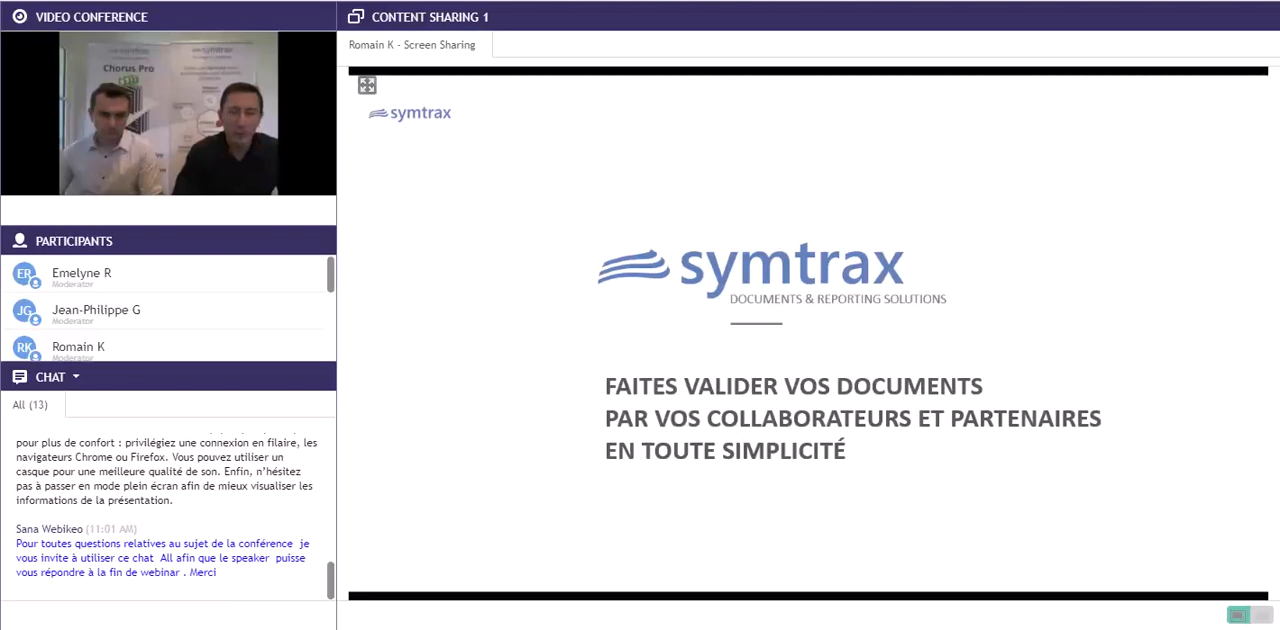 VIDEO CONFERENCE
symtrax
symtrax
Chorus Pro
PARTICIPANTS
ER
Emelyne R
Moderator
JG
Jean-Philippe G
Moderator
RK
Romain K
Moderator
CHAT
All (13)
pour plus de confort : privilégiez une connexion en filaire, les
navigateurs Chrome ou Firefox. Vous pouvez utiliser un
casque pour une meilleure qualité de son. Enfin, n’hésitez
pas à passer en mode plein écran afin de mieux visualiser les
informations de la présentation.
Sana Webikeo (11:01 AM)
Pour toutes questions relatives au sujet de la conférence je
vous invite à utiliser ce chat All afin que le speaker puisse
vous répondre à la fin de webinar . Merci
CONTENT SHARING 1
Romain K - Screen Sharing
symtrax
symtrax
DOCUMENTS & REPORTING SOLUTIONS
FAITES VALIDER VOS DOCUMENTS
PAR VOS COLLABORATEURS ET PARTENAIRES
EN TOUTE SIMPLICITÉ